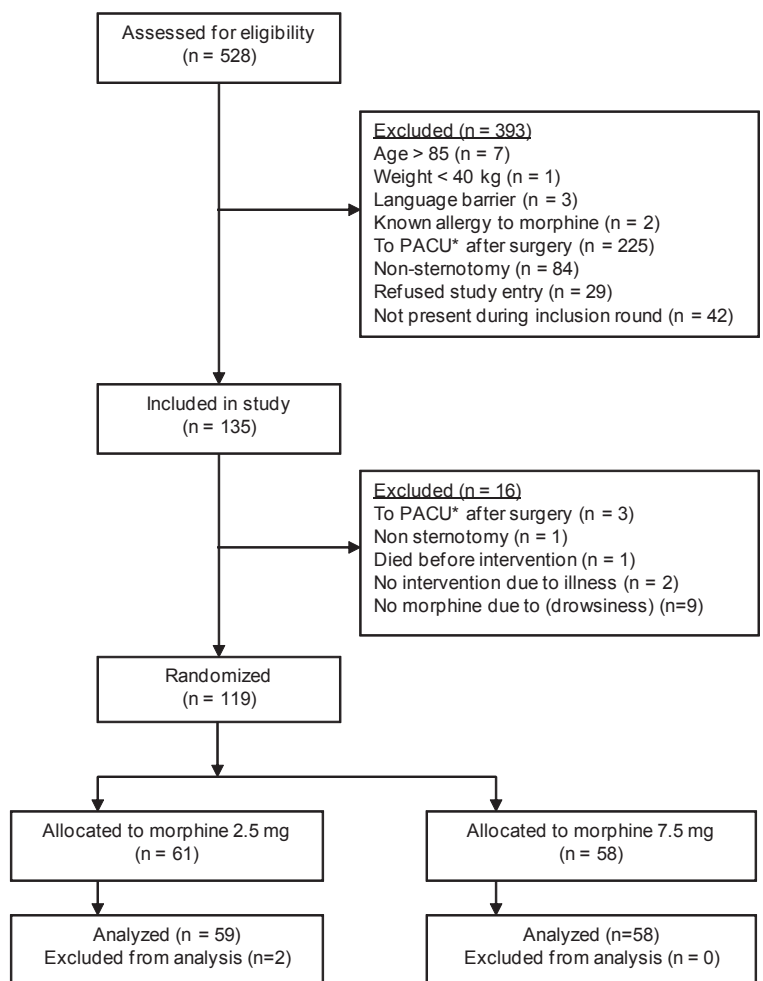 Assessed for eligibility
(n = 528)
Excluded (n = 393)
Age > 85 (n = 7)
Weight < 40 kg (n = 1)
Language barrier (n = 3)
Known allergy to morphine (n = 2)
To PACU* after surgery (n = 225)
Non-sternotomy (n = 84)
Refused study entry (n = 29)
Not present during inclusion round (n = 42)
Included in study
(n = 135)
Excluded (n = 16)
To PACU* after surgery (n = 3)
Non sternotomy (n = 1)
Died before intervention (n = 1)
No intervention due to illness (n = 2)
No morphine due to (drowsiness) (n=9)
Randomized
(n = 119)
Allocated to morphine 2.5 mg
(n = 61)
Allocated to morphine 7.5 mg
(n = 58)
Analyzed (n = 59)
Excluded from analysis (n=2)
Analyzed (n=58)
Excluded from analysis (n = 0)